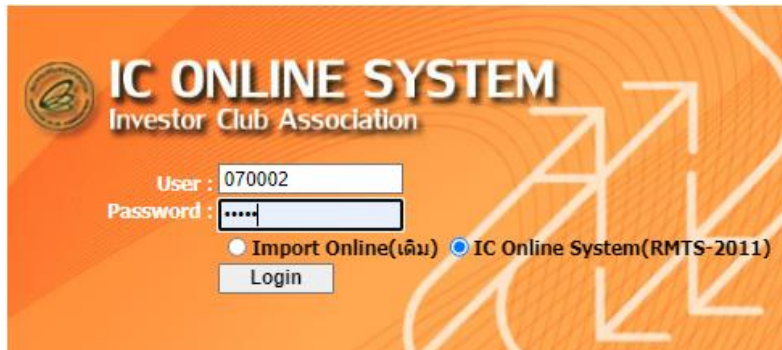 IC ONLINE SYSTEM
Investor Club Association
User : 070002
Password : •••••
Import Online(เดิม) IC Online System(RMTS-2011)
Login